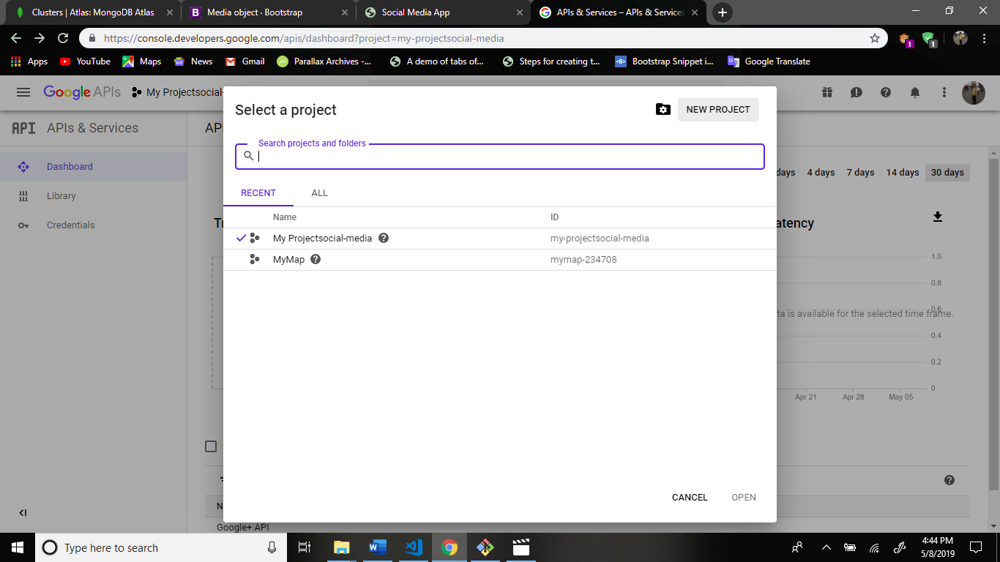 Clusters | Atlas: MongoDB Atlas
Media object · Bootstrap
Social Media App
APIs & Services – APIs & Services
https://console.developers.google.com/apis/dashboard?project=my-projectsocial-media
1
1
Apps
YouTube
Maps
News
Gmail
Parallax Archives -...
A demo of tabs of...
Steps for creating t...
Bootstrap Snippet i...
Google Translate
Google APIs
My Projectsocial-
API APIs & Services
AP
Dashboard
Library
Credentials
Select a project
NEW PROJECT
Search projects and folders
RECENT
ALL
Name
ID
My Projectsocial-media
my-projectsocial-media
MyMap
mymap-234708
CANCEL
OPEN
days
4 days
7 days
14 days
30 days
Tr
atency
1.0
0.8
0.6
ta is available for the selected time frame.
0.4
0.2
0
Apr 21
Apr 28
May 05
N
Google+ API
Type here to search
4:44 PM
5/8/2019